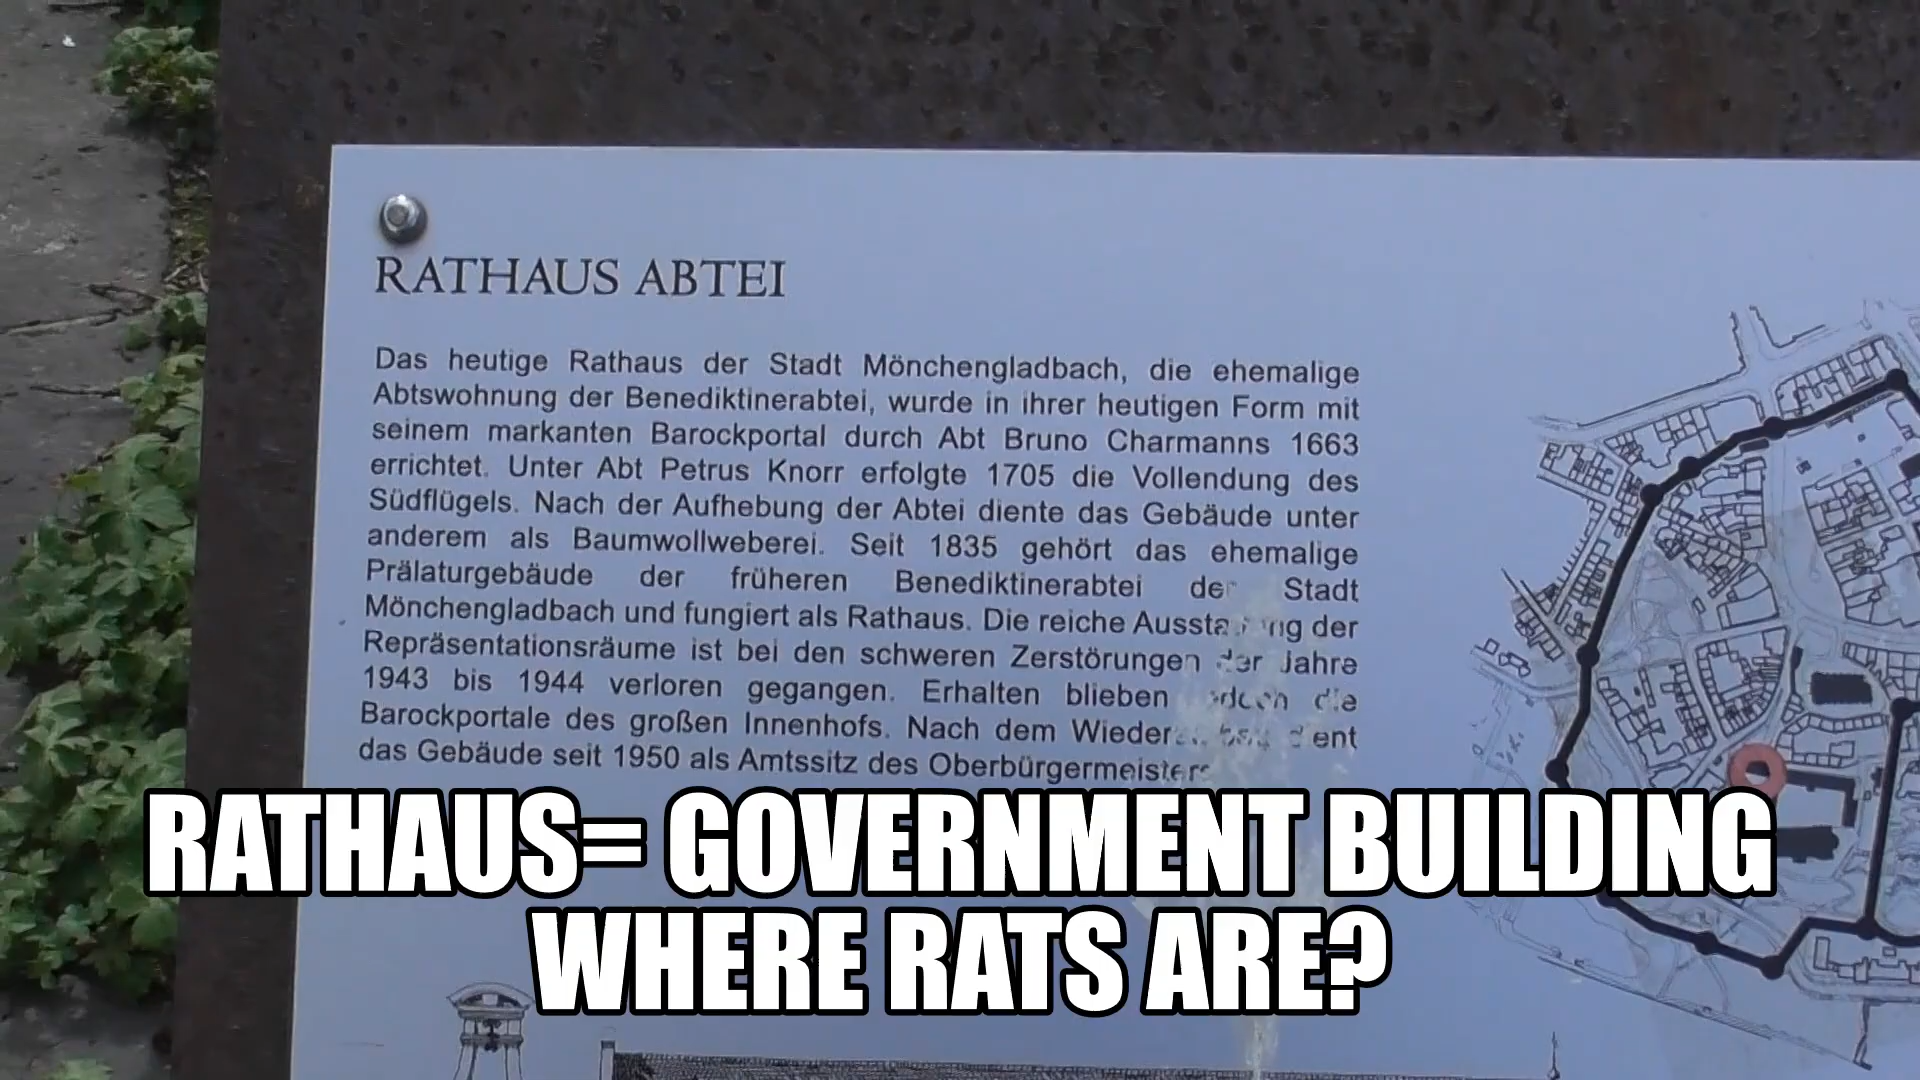 RATHAUS ABTEI
Das heutige Rathaus der Stadt Mönchengladbach, die ehemalige
Abtswohnung der Benediktinerabtei, wurde in ihrer heutigen Form mit
seinem markanten Barockportal durch Abt Bruno Charmanns 1663
errichtet. Unter Abt Petrus Knorr erfolgte 1705 die Vollendung des
Südflügels. Nach der Aufhebung der Abtei diente das Gebäude unter
anderem als Baumwollweberei. Seit 1835 gehört das ehemalige
Prälaturgebäude der früheren Benediktinerabtei der Stadt
Mönchengladbach und fungiert als Rathaus. Die reiche der
Repräsentationsräume ist bei den schweren Zerstörungen der Jahre
1943 bis 1944 verloren gegangen. Erhalten blieben die
Barockportale des großen Innenhofs. Nach dem
das Gebäude seit 1950 als Amtssitz des Oberbürgermeisters
RATHAUS= GOVERNMENT BUILDING
WHERE RATS ARE?